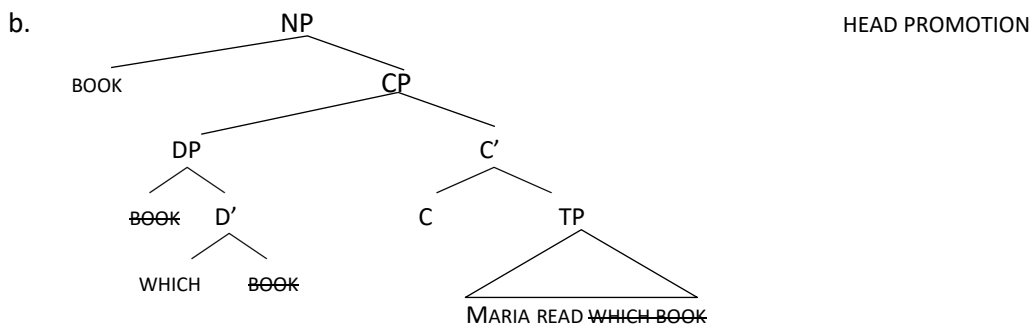 b. NP HEAD PROMOTION
BOOK CP
DP C’
BOOK D’ C TP
WHICH BOOK
MARIA READ WHICH BOOK